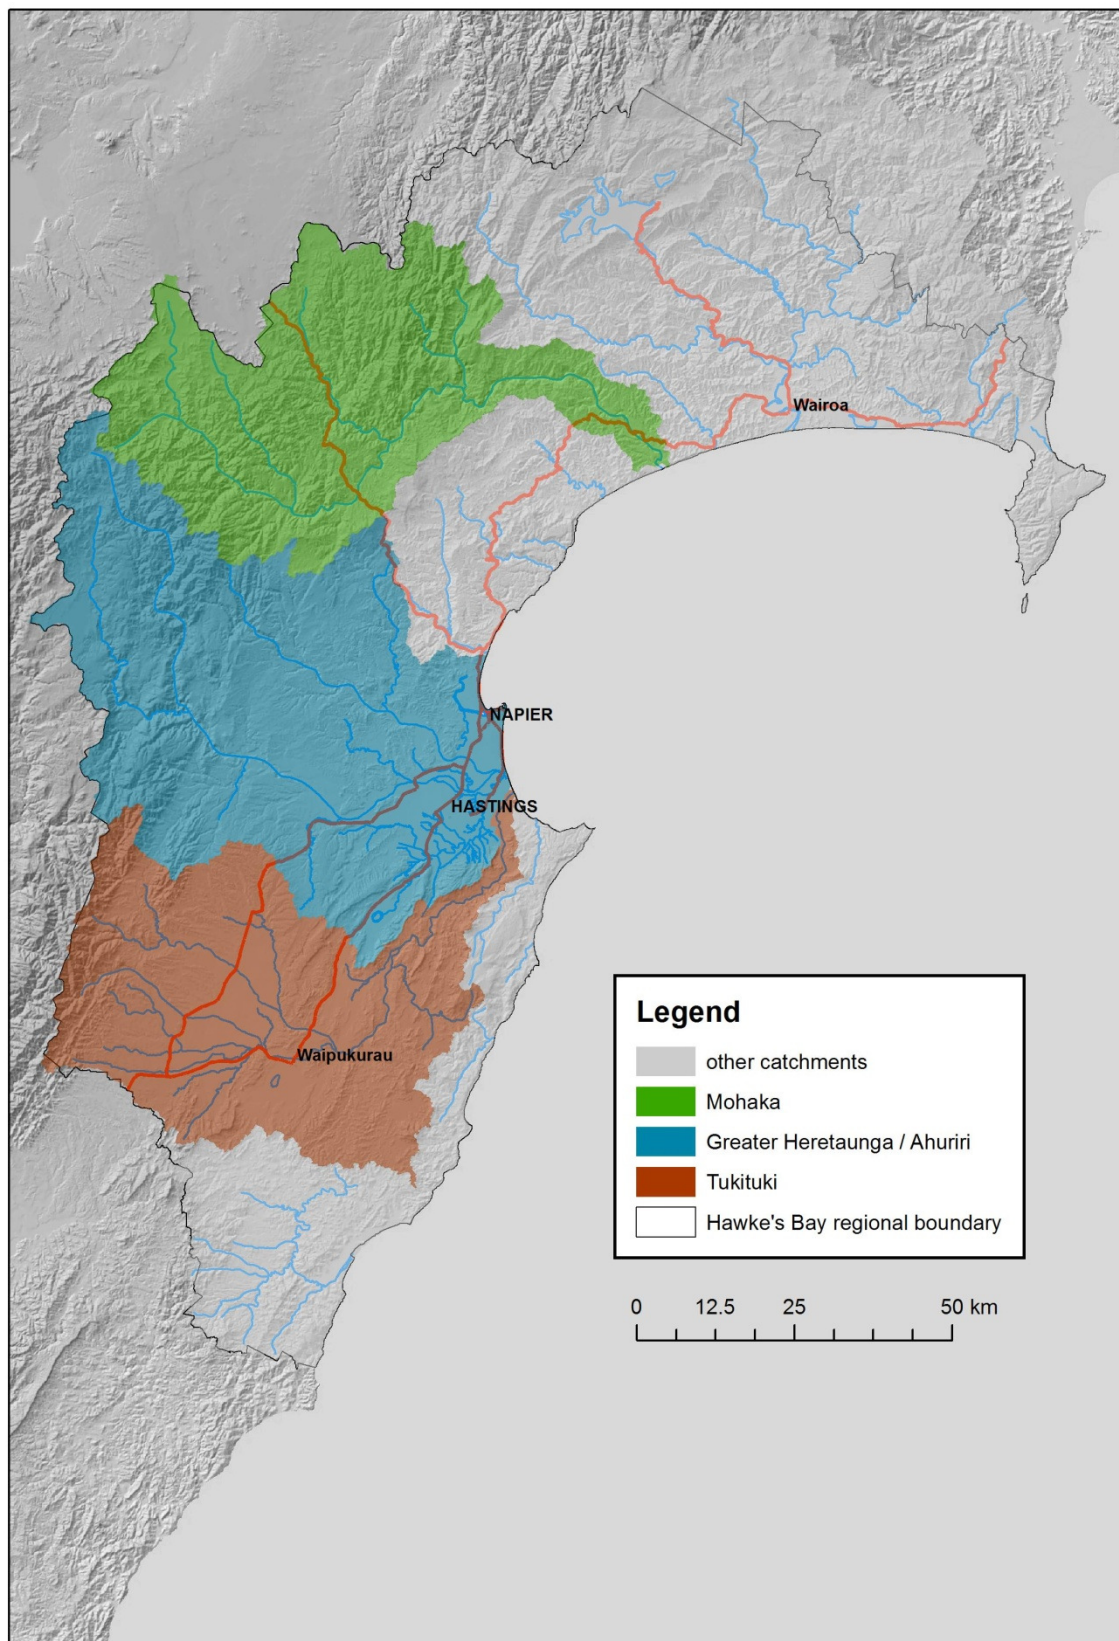 Wairoa
NAPIER
HASTINGS
Waipukurau
Legend
other catchments
Mohaka
Greater Heretaunga / Ahuriri
Tukituki
Hawke's Bay regional boundary
0 12.5 25 50 km